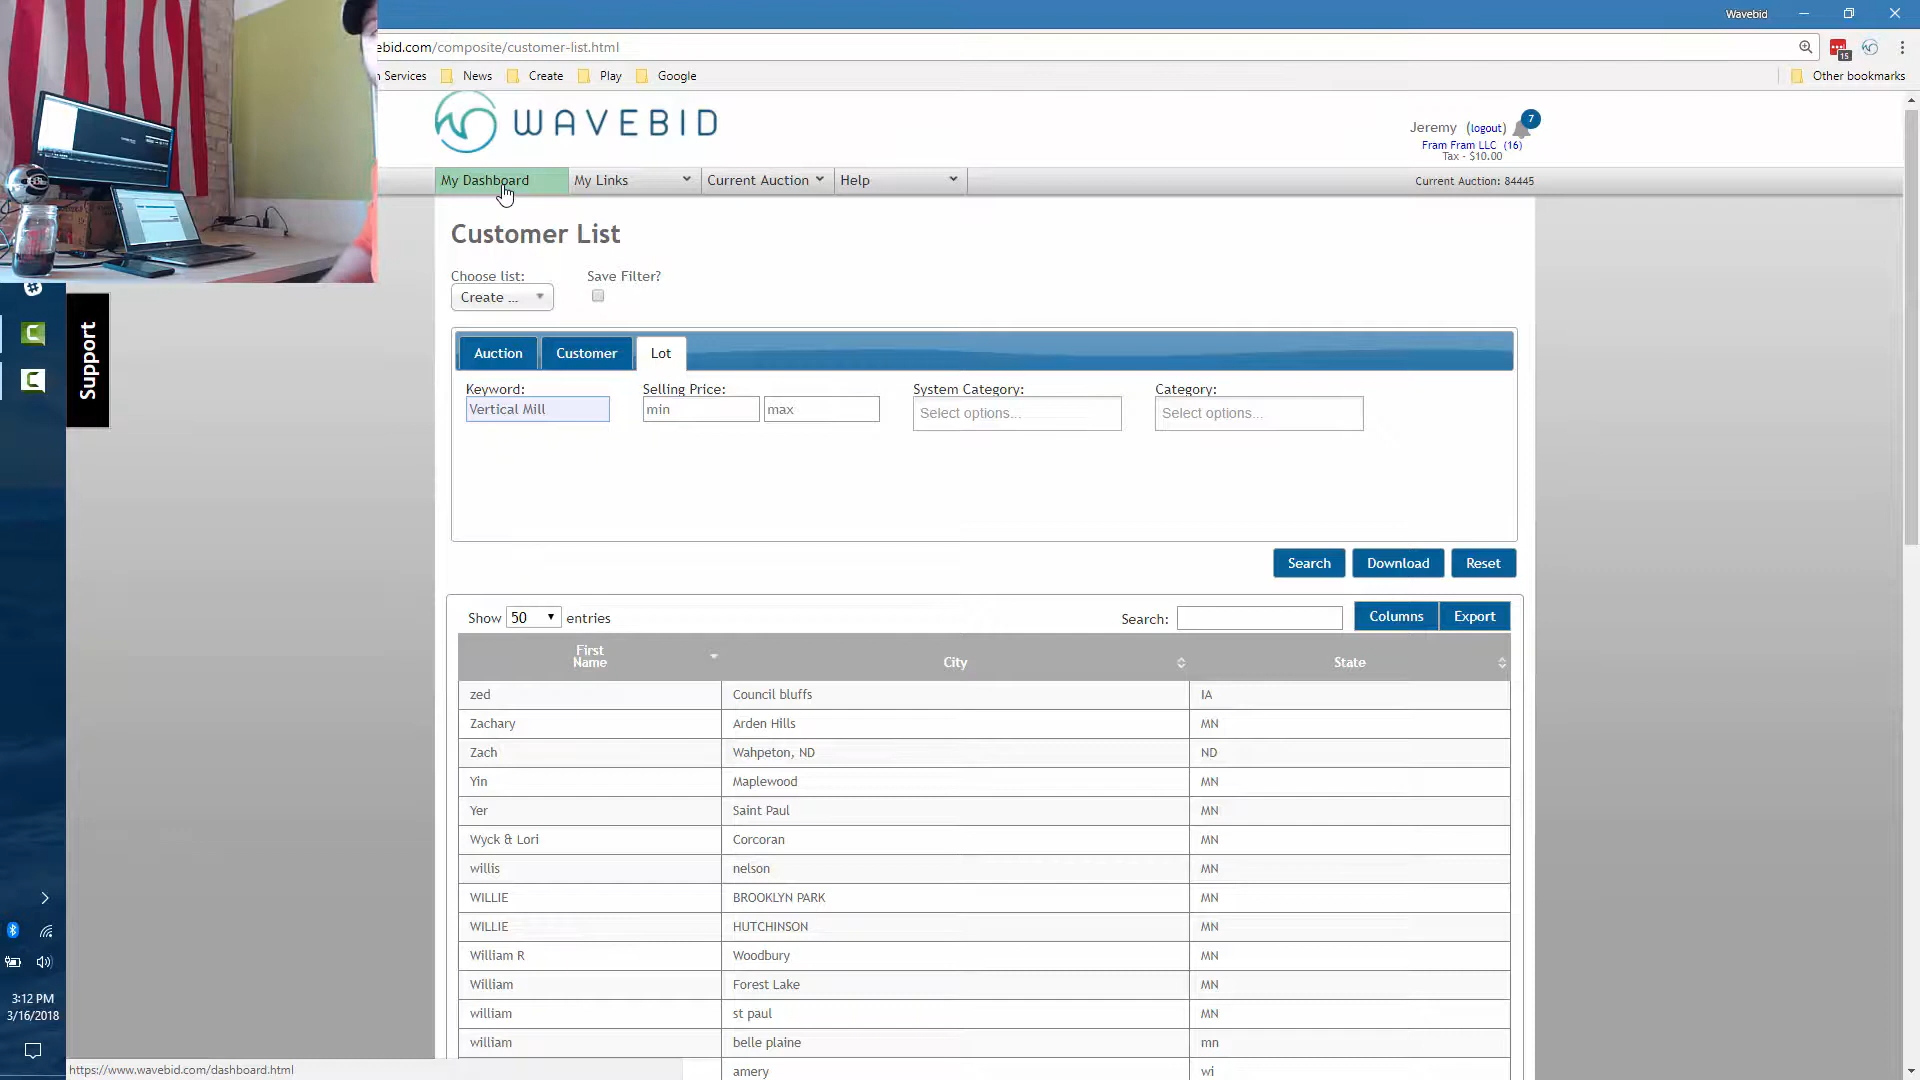 Wavebid
ebid.com/composite/customer-list.html
15
n Services
News
Create
Play
Google
Other bookmarks
WAVEBID
Jeremy (logout)
7
Fram Fram LLC (16)
Tax - $10.00
My Dashboard
My Links
Current Auction
Help
Current Auction: 84445
Customer List
Choose list:
Save Filter?
Create ...
Support
Auction
Customer
Lot
Keyword:
Selling Price:
System Category:
Category:
Vertical Mill
min
max
Select options...
Select options...
Search
Download
Reset
Show 50 entries
Search:
Columns
Export
First Name
City
State
zed Council bluffs IA
Zachary Arden Hills MN
Zach Wahpeton, ND ND
Yin Maplewood MN
Yer Saint Paul MN
Wyck & Lori Corcoran MN
willis nelson MN
WILLIE BROOKLYN PARK MN
WILLIE HUTCHINSON MN
William R Woodbury MN
William Forest Lake MN
william st paul MN
william belle plaine mn
amery wi
3:12 PM
3/16/2018
https://www.wavebid.com/dashboard.html